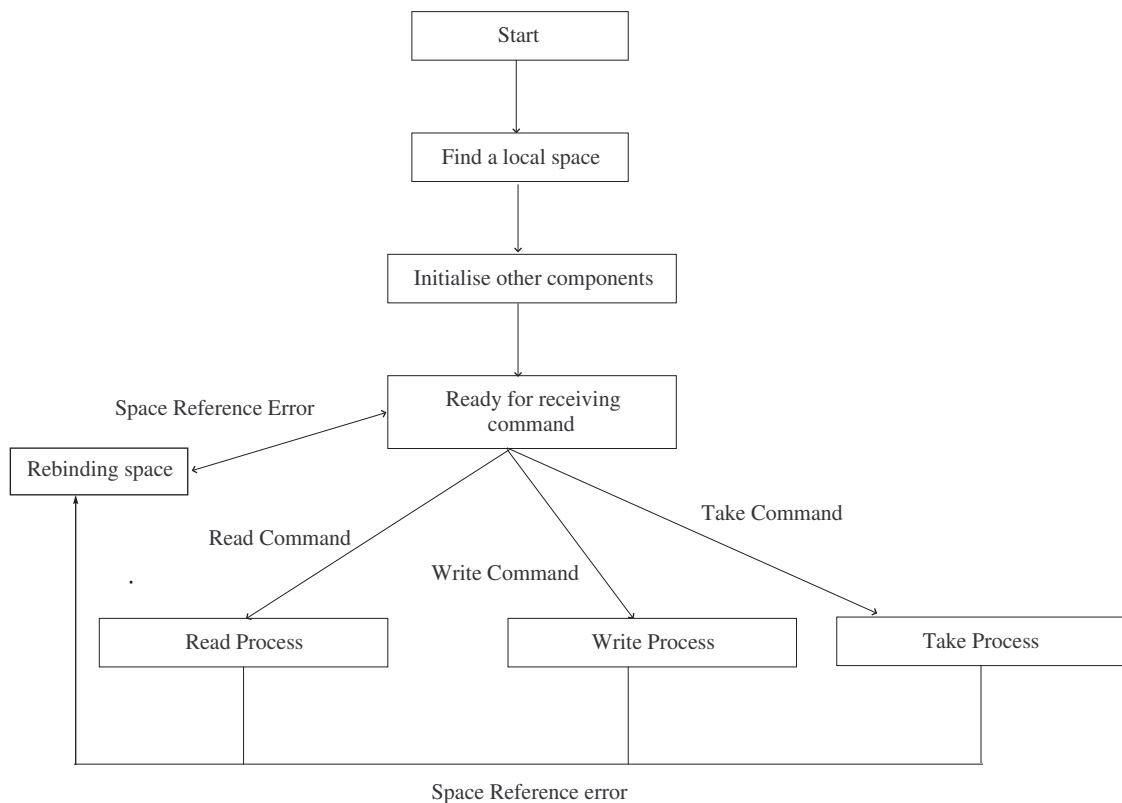 Start
Find a local space
Initialise other components
Ready for receiving
command
Space Reference Error
Rebinding space
Take Command
Read Command
Write Command
Read Process
Write Process
Take Process
Space Reference error